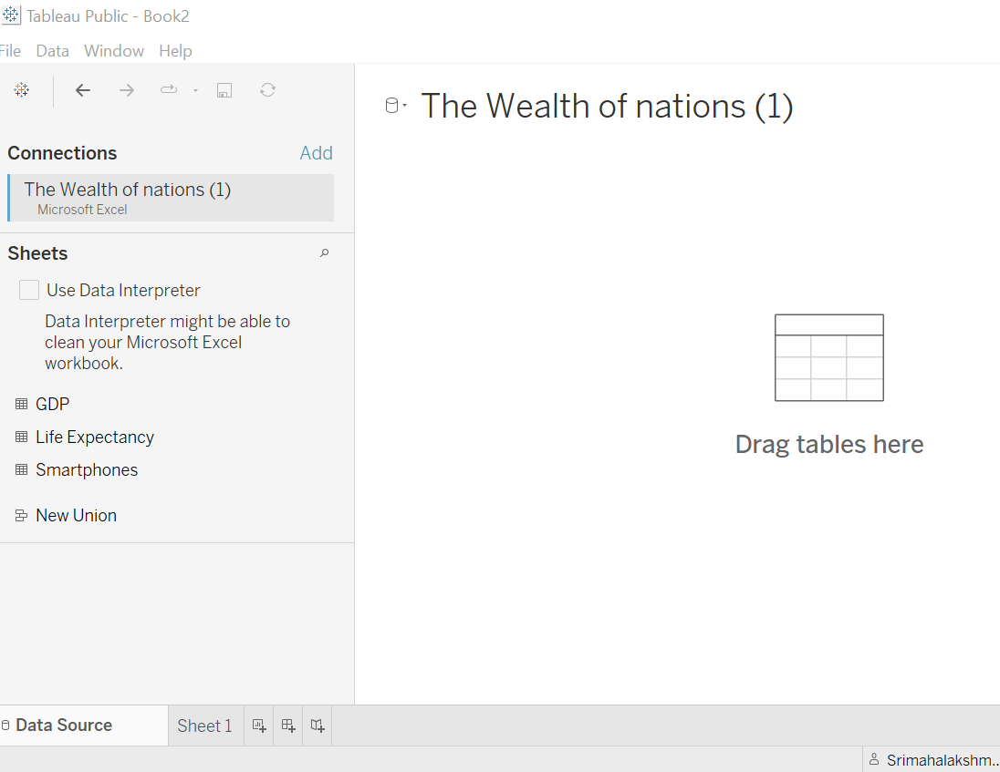 Tableau Public - Book2
File Data Window Help
The Wealth of nations (1)
Connections Add
The Wealth of nations (1)
Microsoft Excel
Sheets
Use Data Interpreter
Data Interpreter might be able to
clean your Microsoft Excel
workbook.
GDP
Life Expectancy
Smartphones
New Union
Drag tables here
Data Source Sheet 1
Srimahalakshm..